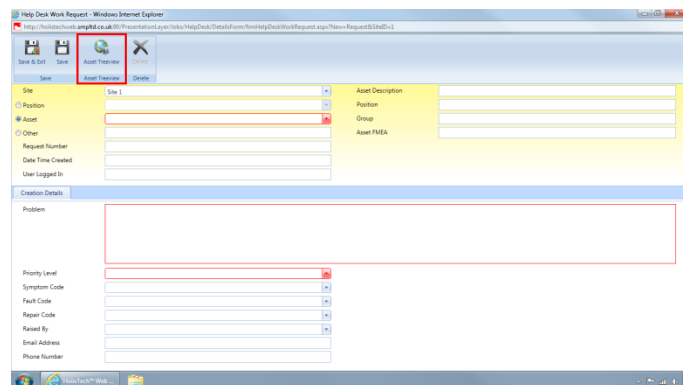 Help Desk Work Request - Windows Internet Explorer
Save & Exit Save Asset Treeview Delete
Save Asset Treeview Delete
Site Site 1 Asset Description
Position Position
Asset Group
Other Asset FMEA
Request Number
Date Time Created
User Logged In
Creation Details
Problem
Priority Level
Symptom Code
Fault Code
Repair Code
Raised By
Email Address
Phone Number
HolisTech™ Web ...